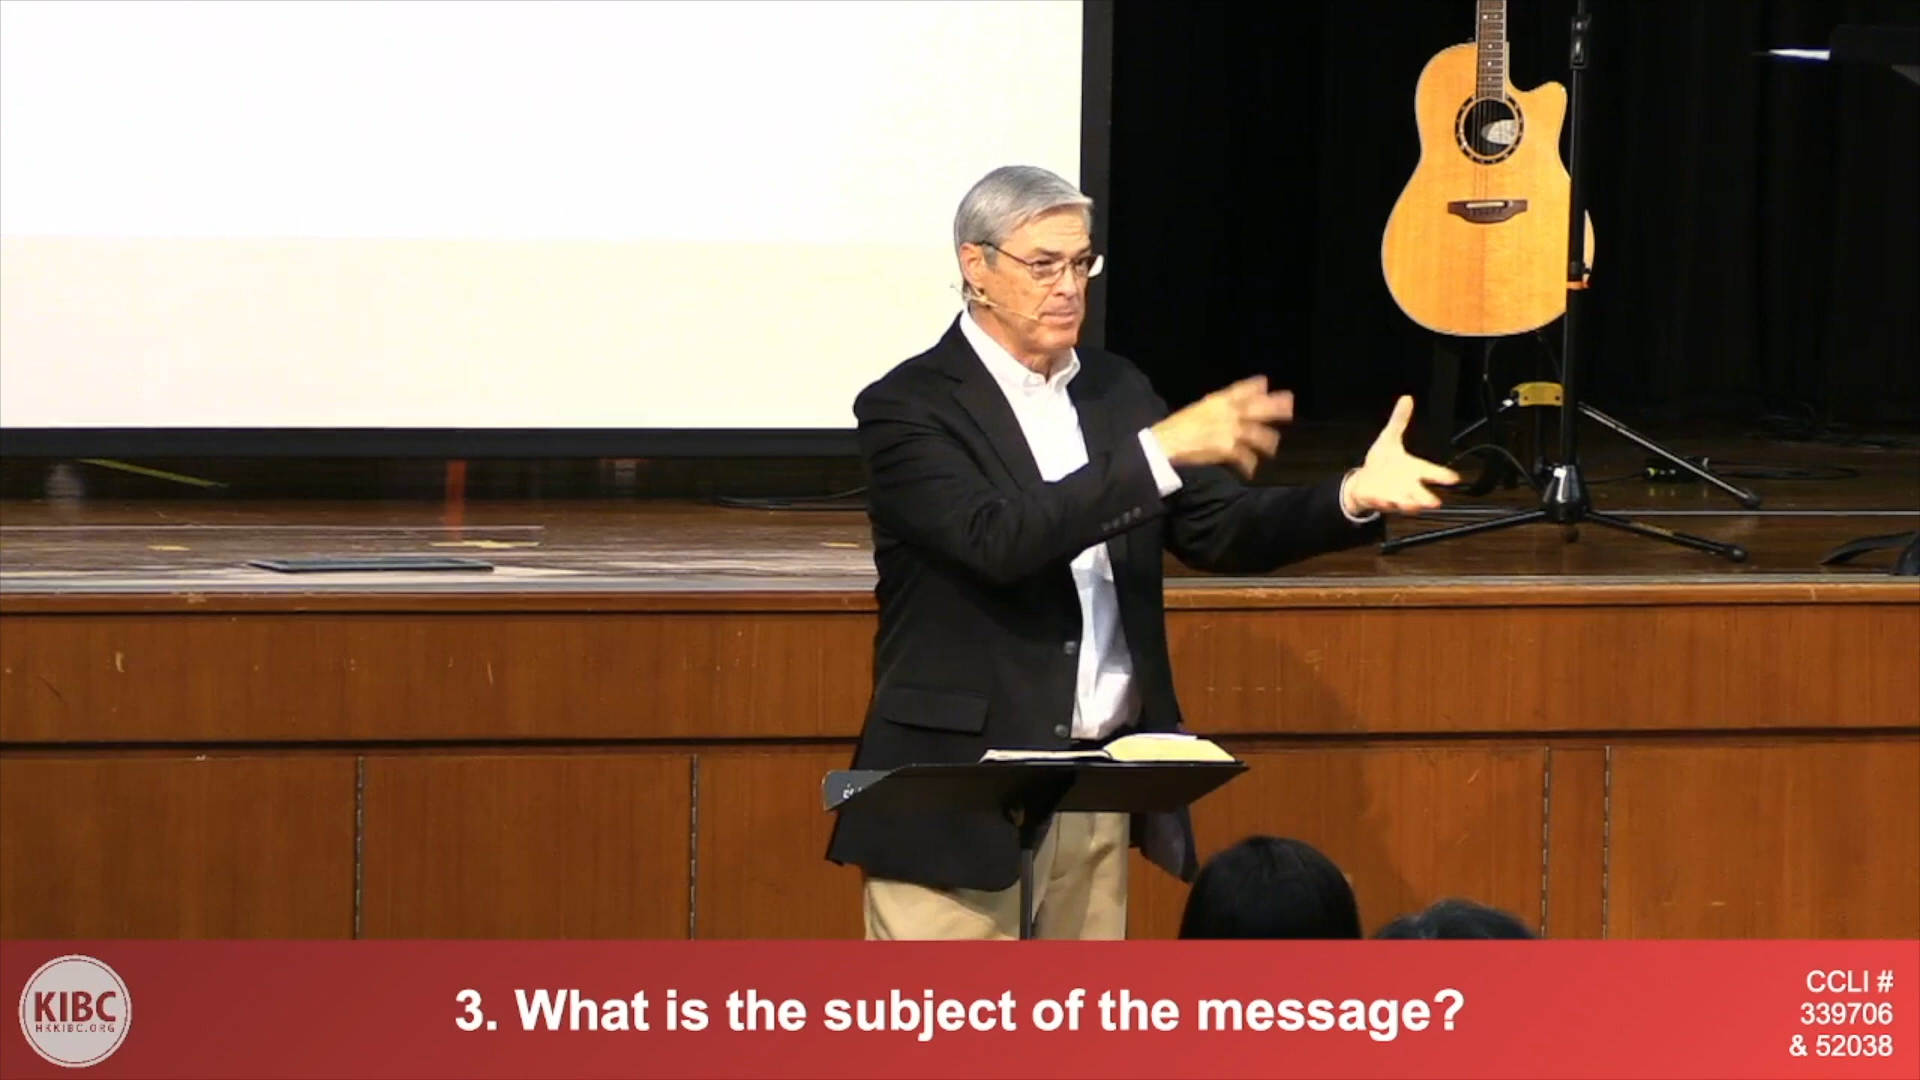 KIBC
HKKIBC.ORG
3. What is the subject of the message?
CCLI #
339706
& 52038